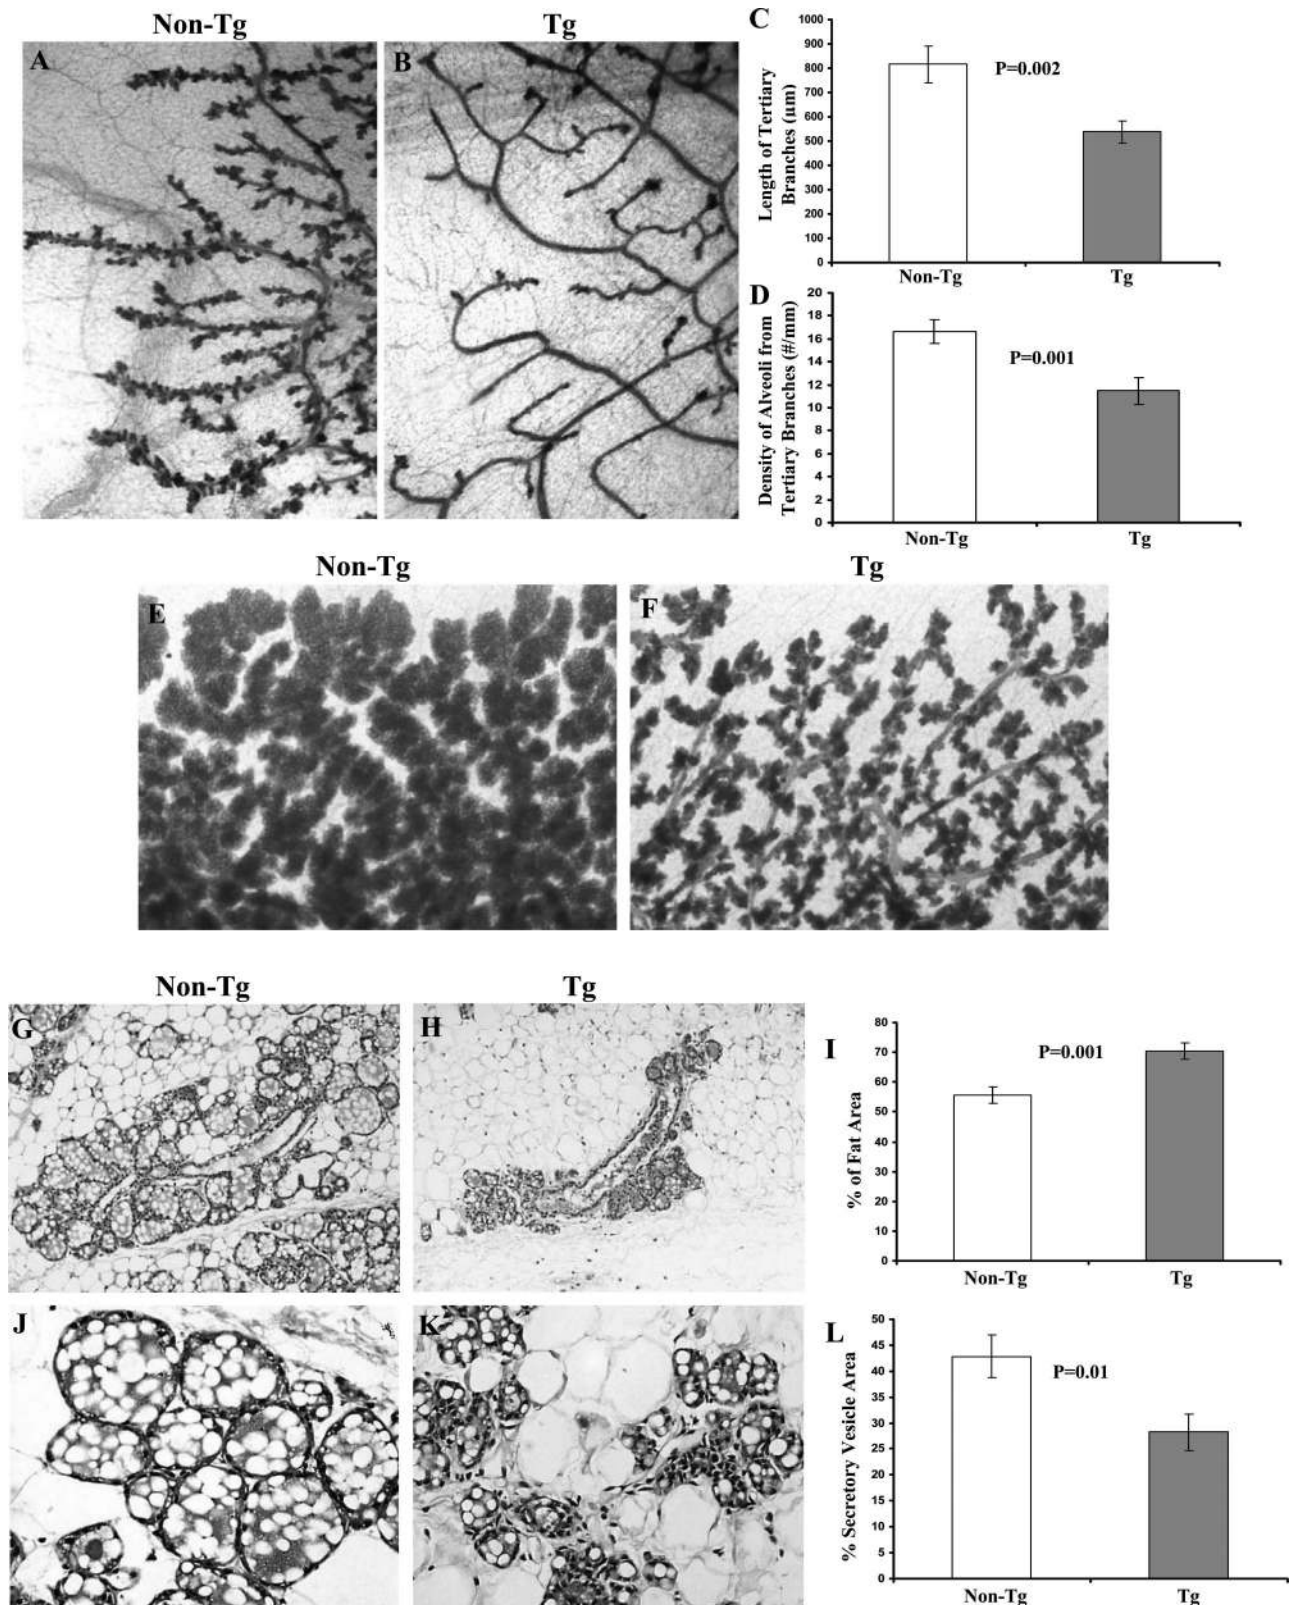 Non-Tg
Tg
A
B
C
1000
900
800
700
600
500
400
300
200
100
0
Length of Tertiary
Branches (µm)
P=0.002
Non-Tg
Tg
D
20
18
16
14
12
10
8
6
4
2
0
Density of Alveoli from
Tertiary Branches (#/mm)
P=0.001
Non-Tg
Tg
Non-Tg
Tg
E
F
Non-Tg
Tg
G
H
I
80
70
60
50
40
30
20
10
0
% of Fat Area
P=0.001
Non-Tg
Tg
J
K
L
50
45
40
35
30
25
20
15
10
5
0
% Secretory Vesicle Area
P=0.01
Non-Tg
Tg